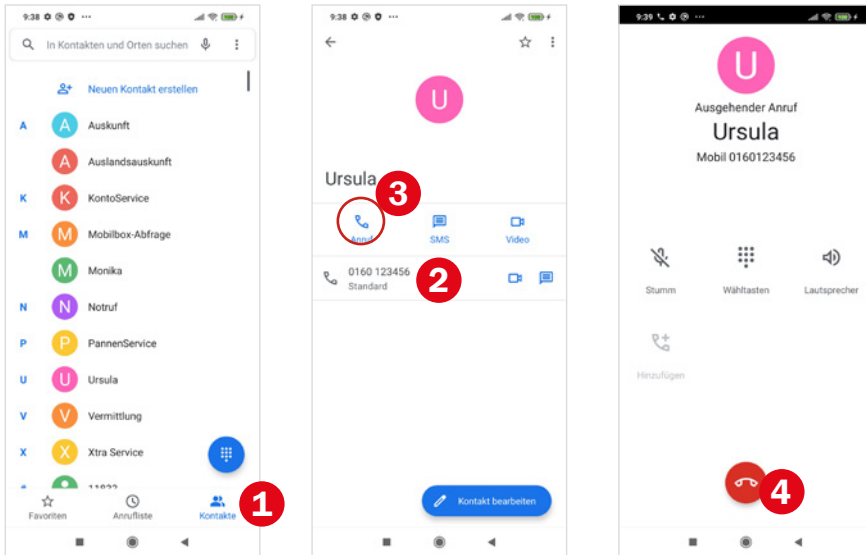 9:38
In Kontakten und Orten suchen
Neuen Kontakt erstellen
A
A
Auskunft
A
Auslandsauskunft
K
K
KontoService
M
M
Mobilbox-Abfrage
M
Monika
N
N
Notruf
P
P
PannenService
U
U
Ursula
V
V
Vermittlung
X
X
Xtra Service
Favoriten
Anrufliste
Kontakte
1
9:38
U
Ursula
3
Anruf
SMS
Video
0160 123456
Standard
2
Kontakt bearbeiten
9:39
U
Ausgehender Anruf
Ursula
Mobil 0160123456
Stumm
Wähltasten
Lautsprecher
Hinzufügen
4